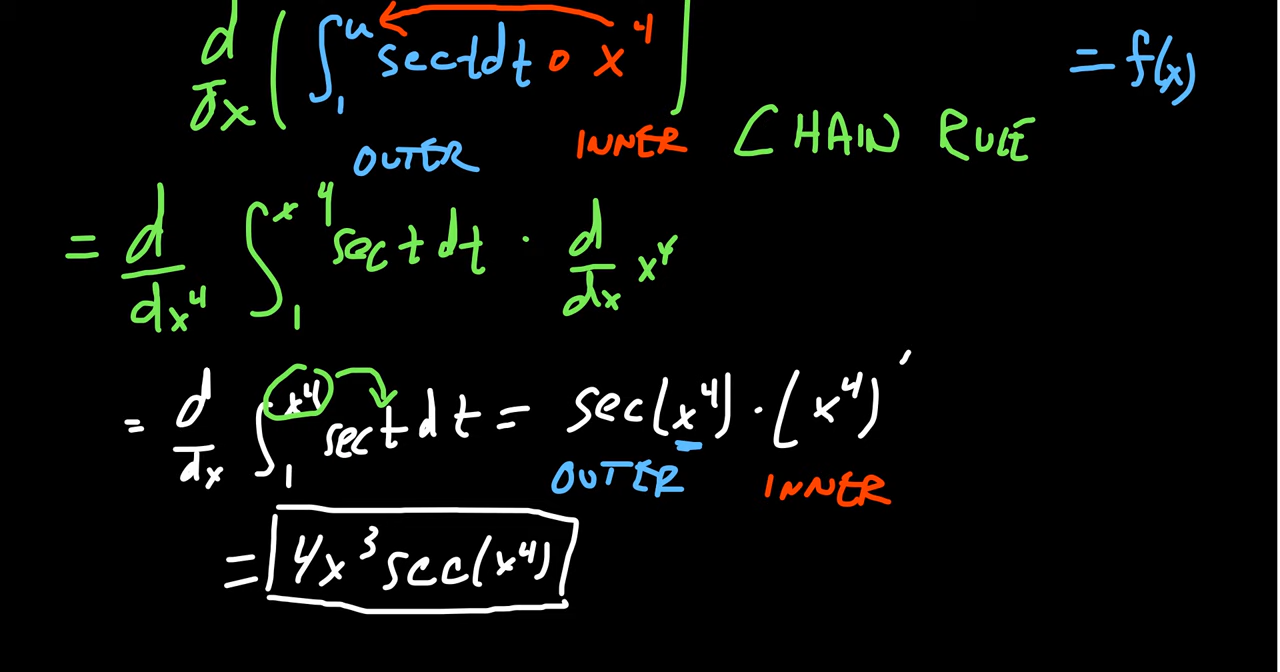 d/dx ( ∫₁ᵘ sec t dt ∘ x⁴ )
= f(x)
OUTER INNER CHAIN RULE
= d/dx⁴ ∫₁^x⁴ sec t dt · d/dx x⁴
= d/dx ∫₁^x⁴ sec t dt = sec(x⁴) · (x⁴)′
OUTER INNER
= 4x³ sec(x⁴)